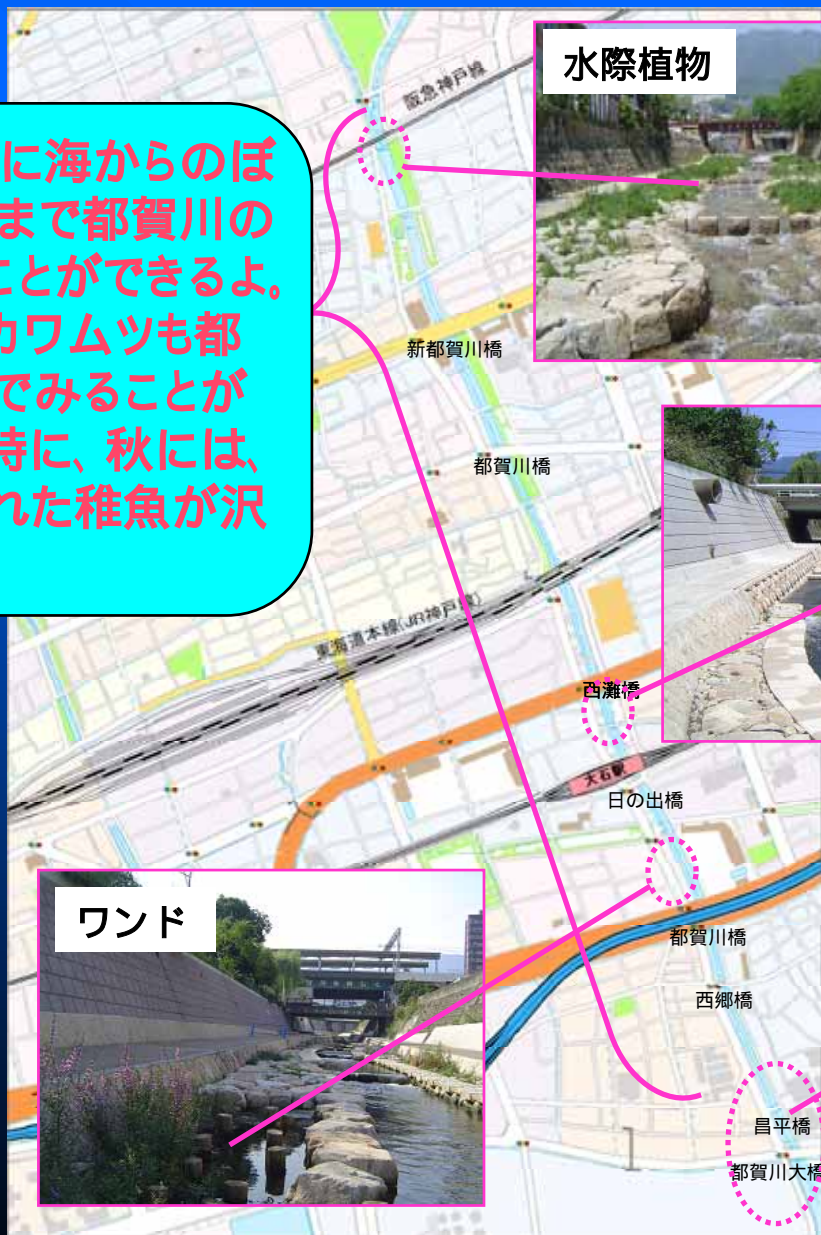 水際植物
阪急神戸線
に海からのぼ
まで都賀川の
ことができるよ。
カワムツも都
でみることが
特に、秋には、
れた稚魚が沢
新都賀川橋
都賀川橋
東海道本線(JR神戸線)
西灘橋
大石駅
日の出橋
ワンド
都賀川橋
西郷橋
昌平橋
都賀川大橋